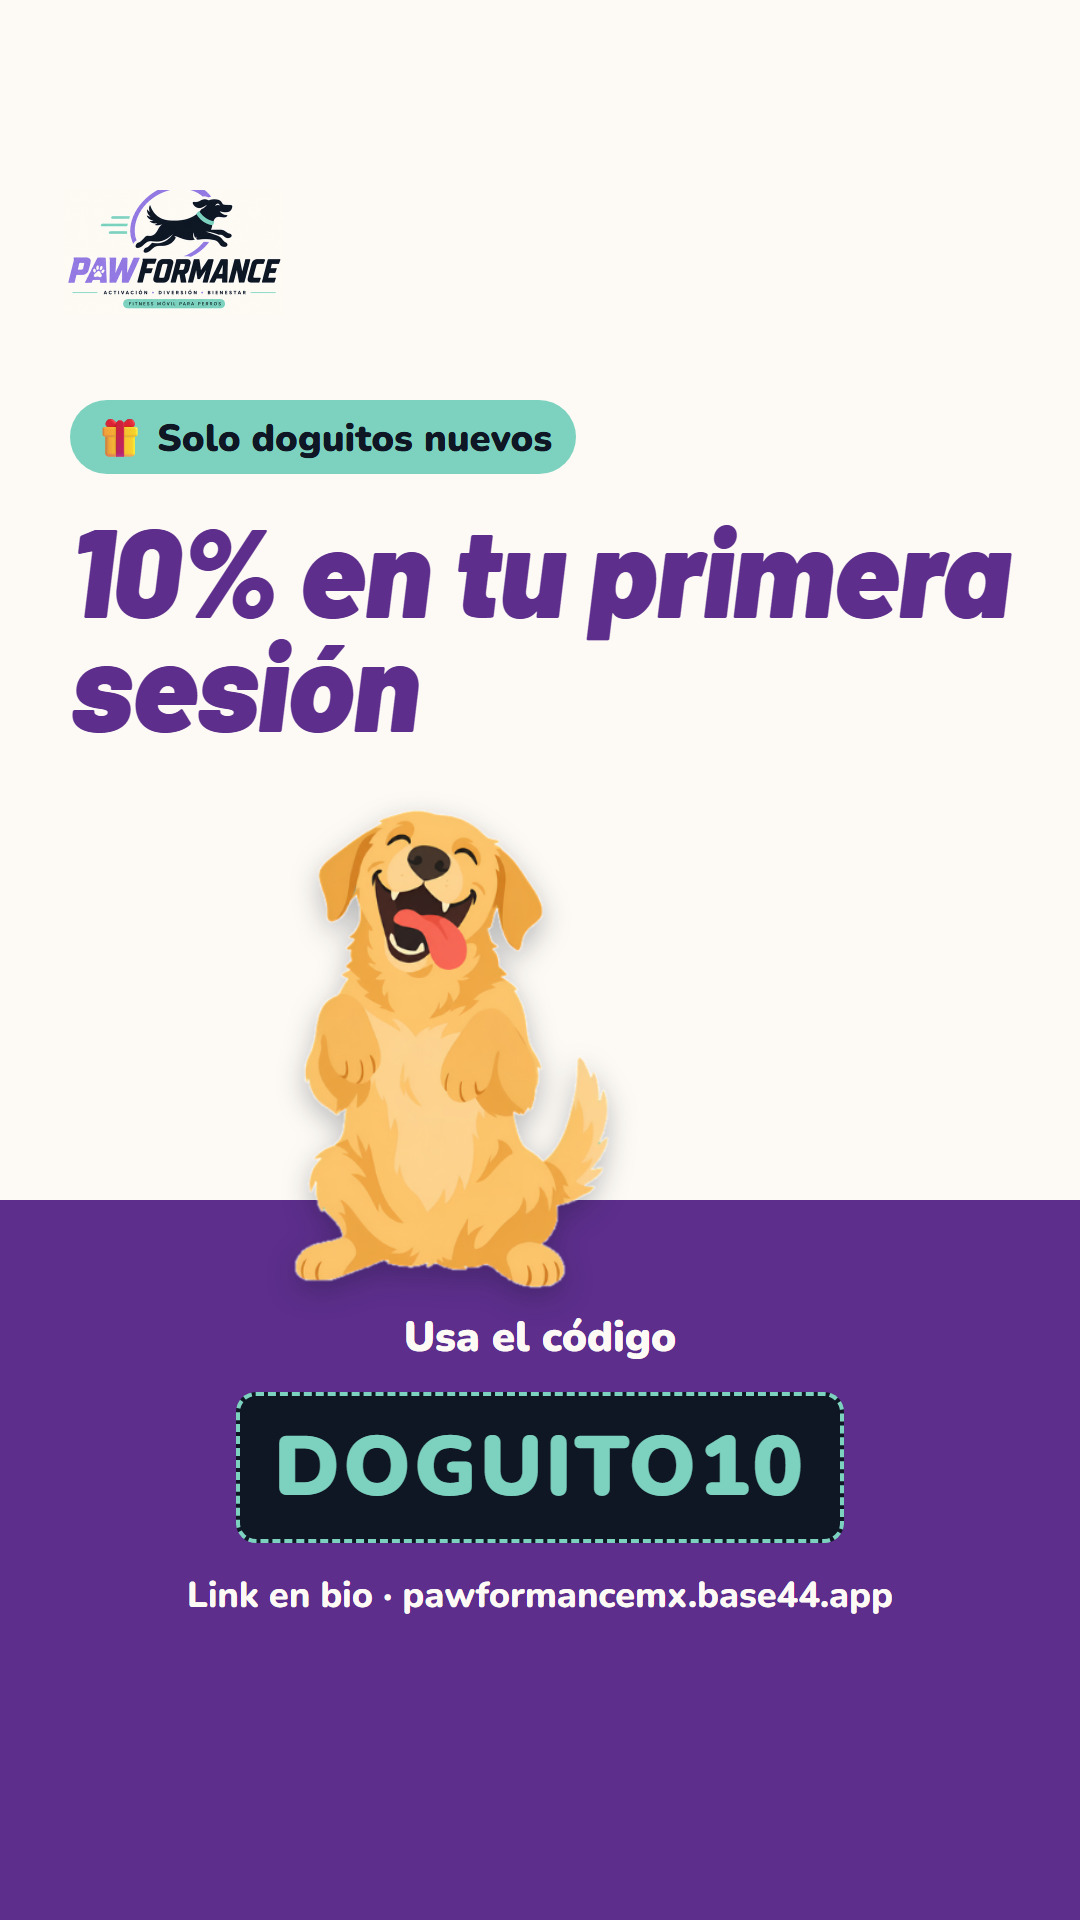 PAWFORMANCE
ACTIVACIÓN · DIVERSIÓN · BIENESTAR
FITNESS MÓVIL PARA PERROS
Solo doguitos nuevos
10% en tu primera
sesión
Usa el código
DOGUITO10
Link en bio · pawformancemx.base44.app